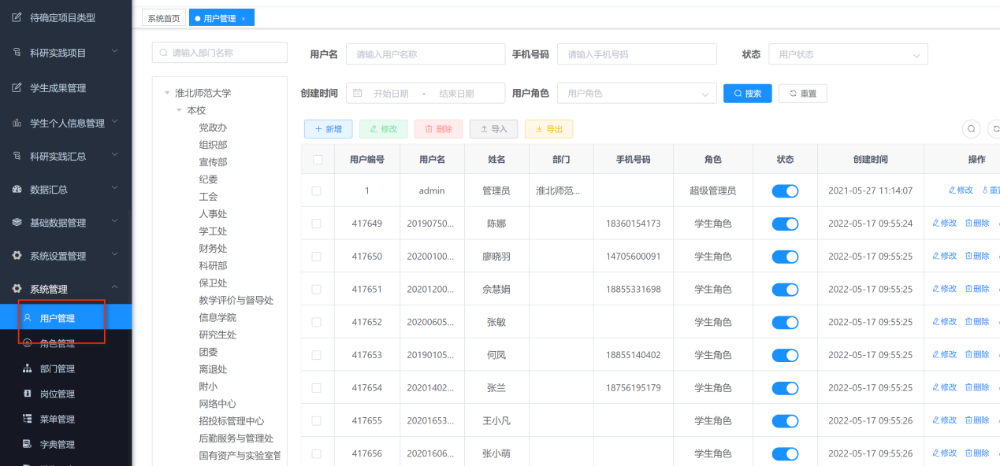 待确定项目类型
科研实践项目
学生成果管理
学生个人信息管理
科研实践汇总
数据汇总
基础数据管理
系统设置管理
系统管理
用户管理
角色管理
部门管理
岗位管理
菜单管理
字典管理
系统首页 用户管理 ×
请输入部门名称
淮北师范大学
本校
党政办
组织部
宣传部
纪委
工会
人事处
学工处
财务处
科研部
保卫处
教学评价与督导处
信息学院
研究生处
团委
离退处
附小
网络中心
招投标管理中心
后勤服务与管理处
国有资产与实验室管
用户名 请输入用户名称 手机号码 请输入手机号码 状态 用户状态
创建时间 开始日期 - 结束日期 用户角色 用户角色 搜索 重置
+ 新增 修改 删除 导入 导出
用户编号 用户名 姓名 部门 手机号码 角色 状态 创建时间 操作
1 admin 管理员 淮北师范... 超级管理员 2021-05-27 11:14:07 修改 重
417649 20190750... 陈娜 18360154173 学生角色 2022-05-17 09:55:24 修改 删除
417650 20200100... 廖晓羽 14705600091 学生角色 2022-05-17 09:55:25 修改 删除
417651 20201200... 佘慧娟 18855331698 学生角色 2022-05-17 09:55:25 修改 删除
417652 20200605... 张敏 学生角色 2022-05-17 09:55:25 修改 删除
417653 20190105... 何凤 18855140402 学生角色 2022-05-17 09:55:25 修改 删除
417654 20201402... 张兰 18756195179 学生角色 2022-05-17 09:55:25 修改 删除
417655 20201653... 王小凡 学生角色 2022-05-17 09:55:26 修改 删除
417656 20201606... 张小萌 学生角色 2022-05-17 09:55:26 修改 删除